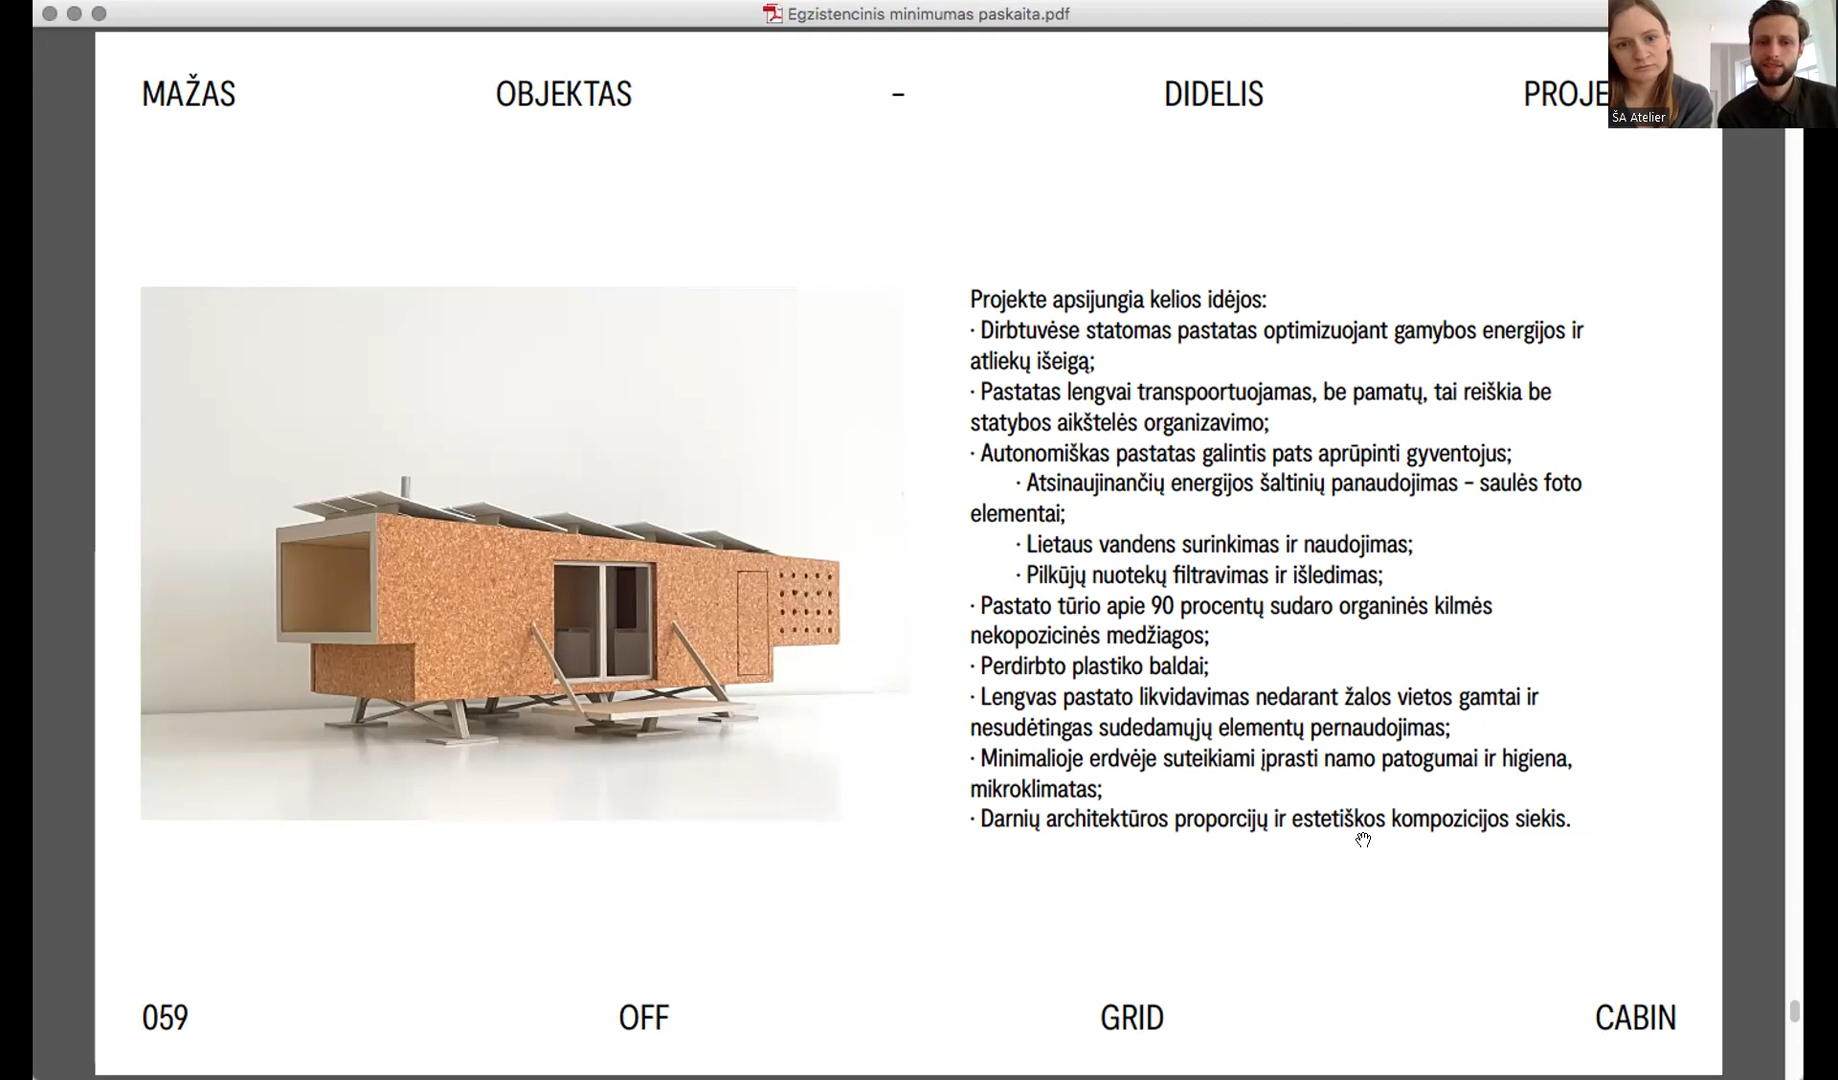 Egzistencinis minimumas paskaita.pdf
MAŽAS OBJEKTAS – DIDELIS PROJE
ŠA Atelier
Projekte apsijungia kelios idėjos:
· Dirbtuvėse statomas pastatas optimizuojant gamybos energijos ir
atliekų išeigą;
· Pastatas lengvai transpoortuojamas, be pamatų, tai reiškia be
statybos aikštelės organizavimo;
· Autonomiškas pastatas galintis pats aprūpinti gyventojus;
· Atsinaujinančių energijos šaltinių panaudojimas – saulės foto
elementai;
· Lietaus vandens surinkimas ir naudojimas;
· Pilkūjų nuotekų filtravimas ir išledimas;
· Pastato tūrio apie 90 procentų sudaro organinės kilmės
nekopozicinės medžiagos;
· Perdirbto plastiko baldai;
· Lengvas pastato likvidavimas nedarant žalos vietos gamtai ir
nesudėtingas sudedamųjų elementų pernaudojimas;
· Minimalioje erdvėje suteikiami įprasti namo patogumai ir higiena,
mikroklimatas;
· Darnių architektūros proporcijų ir estetiškos kompozicijos siekis.
059 OFF GRID CABIN